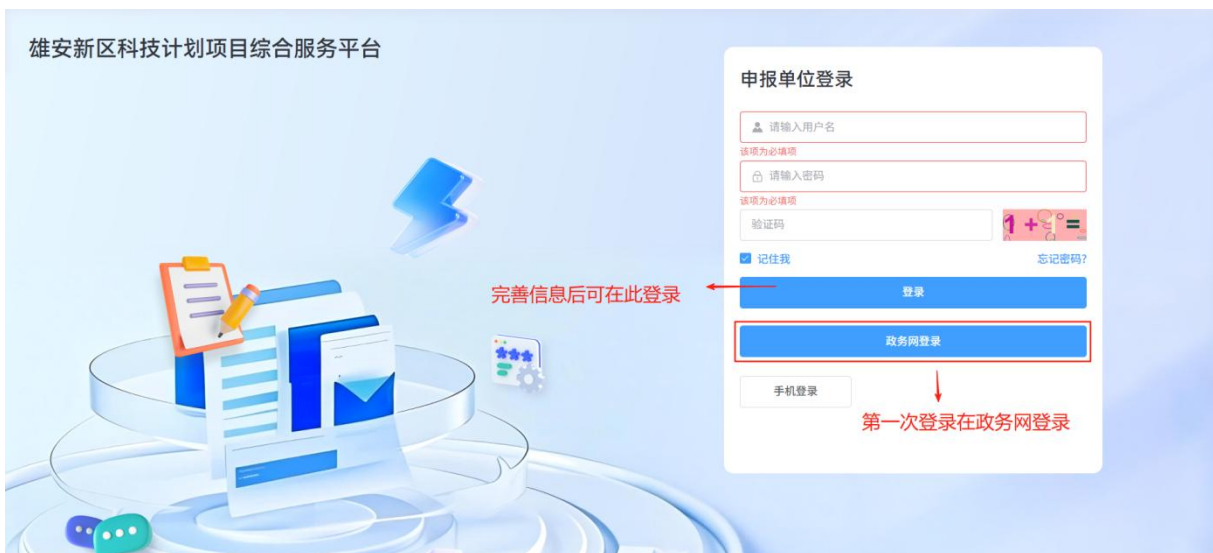 雄安新区科技计划项目综合服务平台
申报单位登录
请输入用户名
该项为必填项
请输入密码
该项为必填项
验证码
1+1=
记住我
忘记密码?
完善信息后可在此登录
登录
政务网登录
手机登录
第一次登录在政务网登录